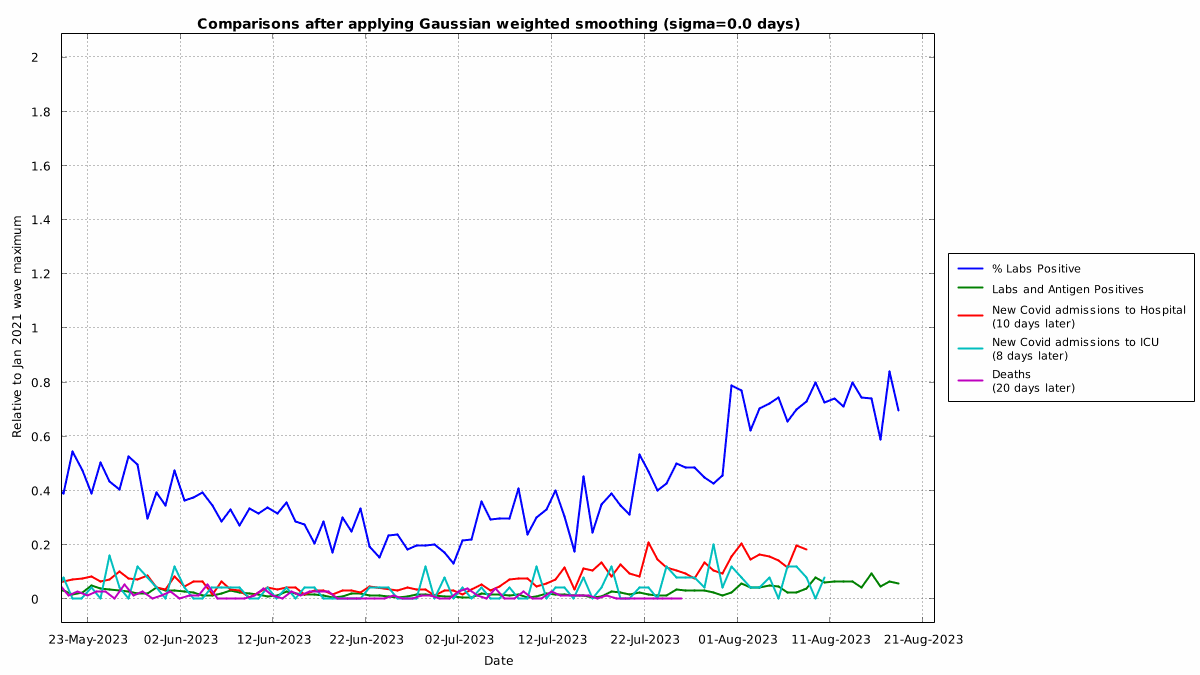 Comparisons after applying Gaussian weighted smoothing (sigma=0.0 days)
Relative to Jan 2021 wave maximum
2
1.8
1.6
1.4
1.2
1
0.8
0.6
0.4
0.2
0
23-May-2023 02-Jun-2023 12-Jun-2023 22-Jun-2023 02-Jul-2023 12-Jul-2023 22-Jul-2023 01-Aug-2023 11-Aug-2023 21-Aug-2023
Date
% Labs Positive
Labs and Antigen Positives
New Covid admissions to Hospital
(10 days later)
New Covid admissions to ICU
(8 days later)
Deaths
(20 days later)